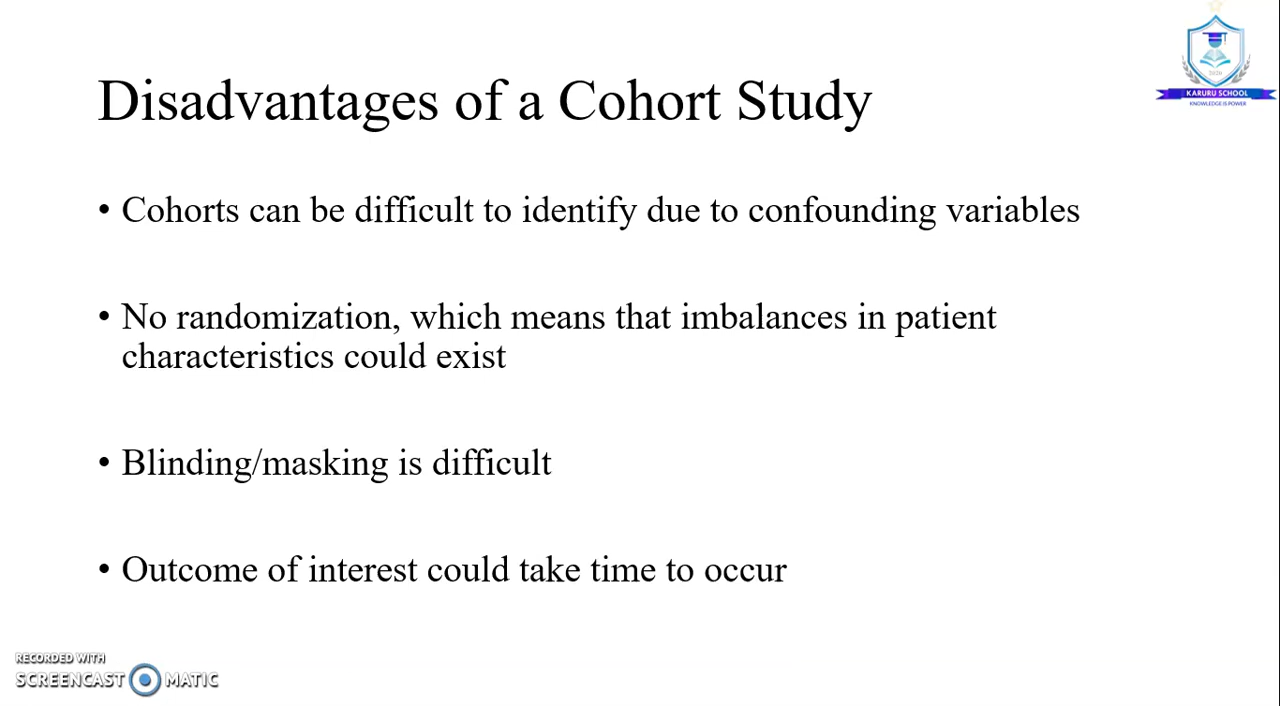 Disadvantages of a Cohort Study
• Cohorts can be difficult to identify due to confounding variables
• No randomization, which means that imbalances in patient
characteristics could exist
• Blinding/masking is difficult
• Outcome of interest could take time to occur
2020
KARURU SCHOOL
KNOWLEDGE IS POWER
RECORDED WITH
SCREENCAST MATIC